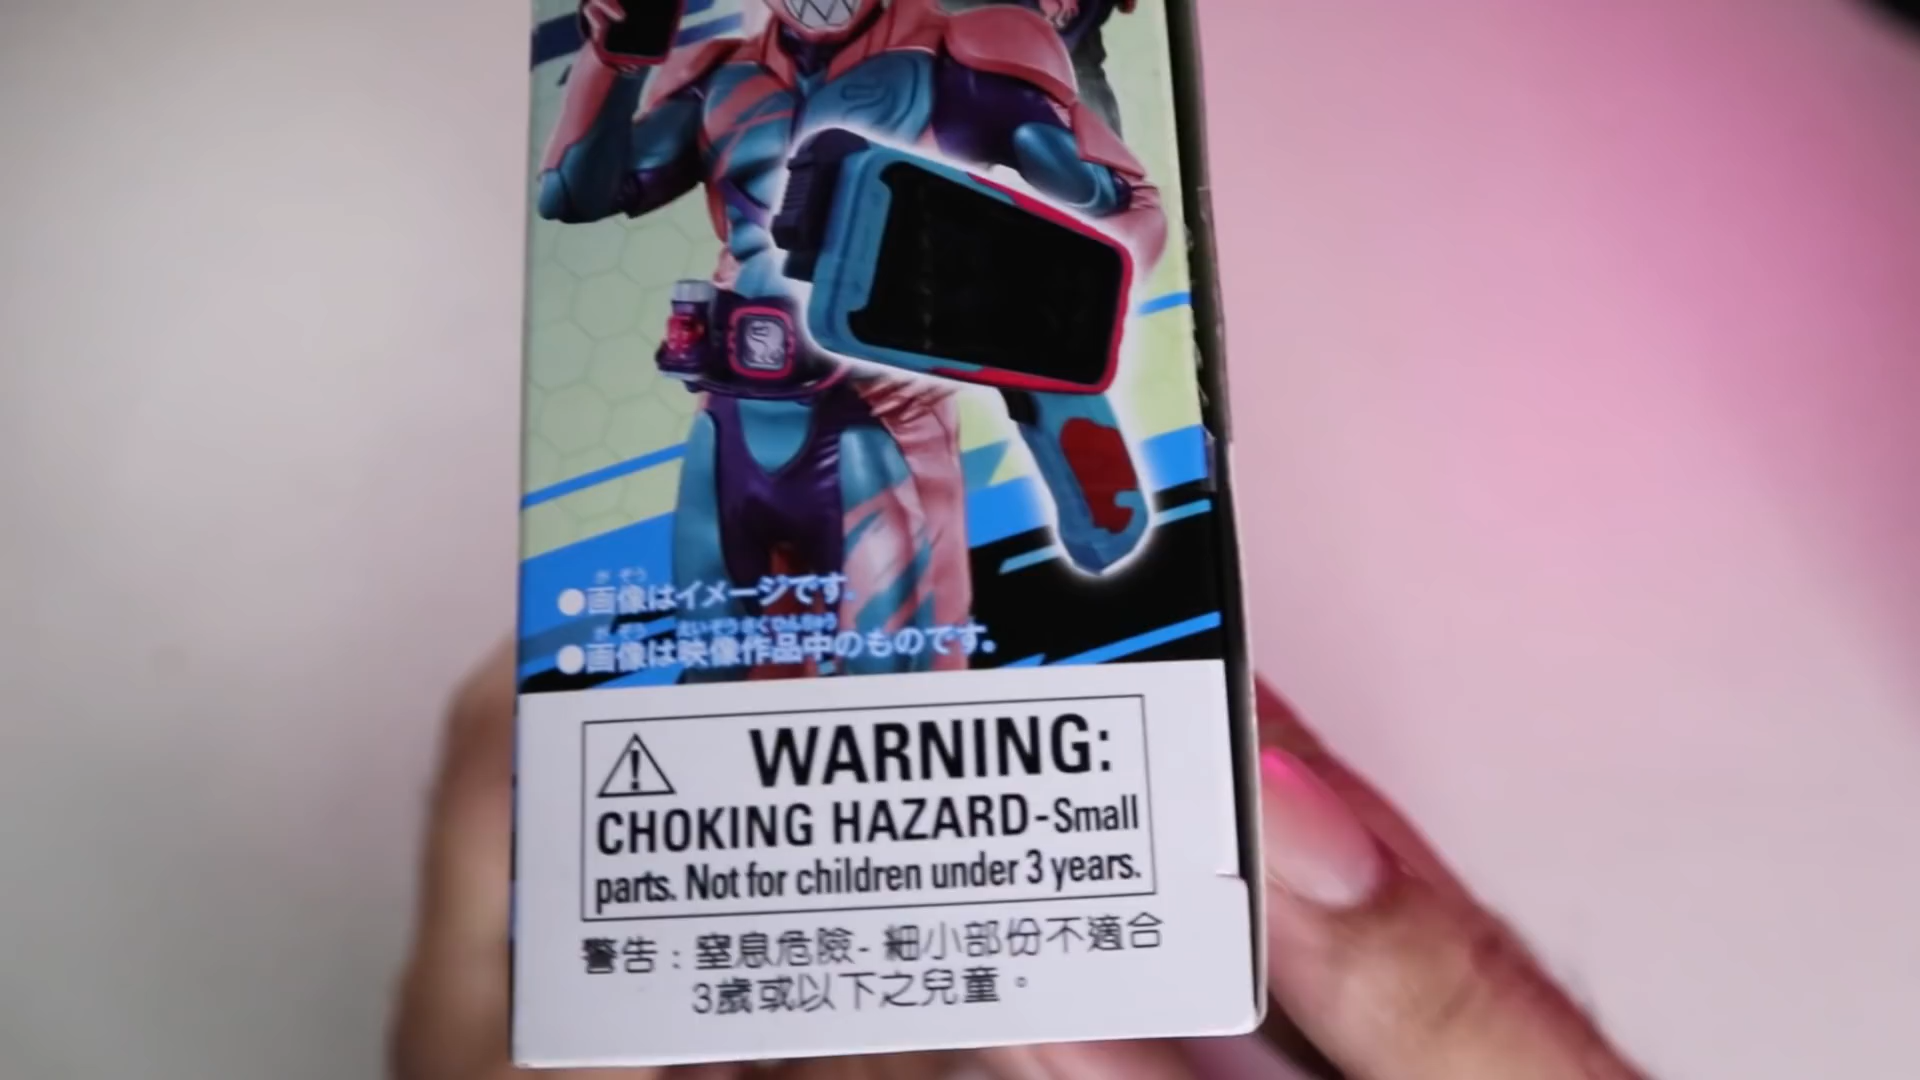 ●画像はイメージです。
●画像は映像作品中のものです。
WARNING:
CHOKING HAZARD-Small
parts. Not for children under 3 years.
警告：窒息危險- 細小部份不適合
3歲或以下之兒童。